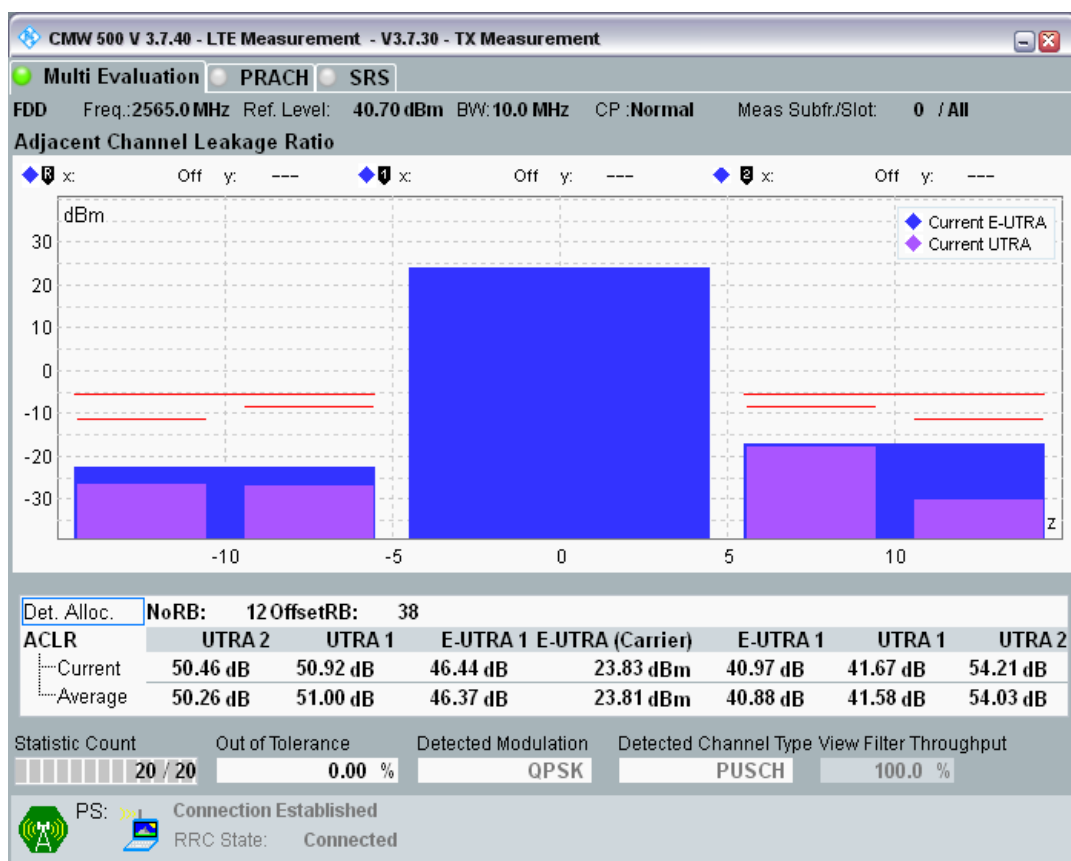 CMW 500 V 3.7.40 - LTE Measurement - V3.7.30 - TX Measurement
Multi Evaluation PRACH SRS
FDD Freq.:2565.0 MHz Ref. Level: 40.70 dBm BW:10.0 MHz CP :Normal Meas Subfr./Slot: 0 / All
Adjacent Channel Leakage Ratio
R x: Off y: --- 1 x: Off y: --- 2 x: Off y: ---
dBm
Current E-UTRA
Current UTRA
30
20
10
0
-10
-20
-30
z
-10 -5 0 5 10
Det. Alloc. NoRB: 12 OffsetRB: 38
ACLR UTRA 2 UTRA 1 E-UTRA 1 E-UTRA (Carrier) E-UTRA 1 UTRA 1 UTRA 2
Current 50.46 dB 50.92 dB 46.44 dB 23.83 dBm 40.97 dB 41.67 dB 54.21 dB
Average 50.26 dB 51.00 dB 46.37 dB 23.81 dBm 40.88 dB 41.58 dB 54.03 dB
Statistic Count Out of Tolerance Detected Modulation Detected Channel Type View Filter Throughput
20 / 20 0.00 % QPSK PUSCH 100.0 %
PS: Connection Established
RRC State: Connected